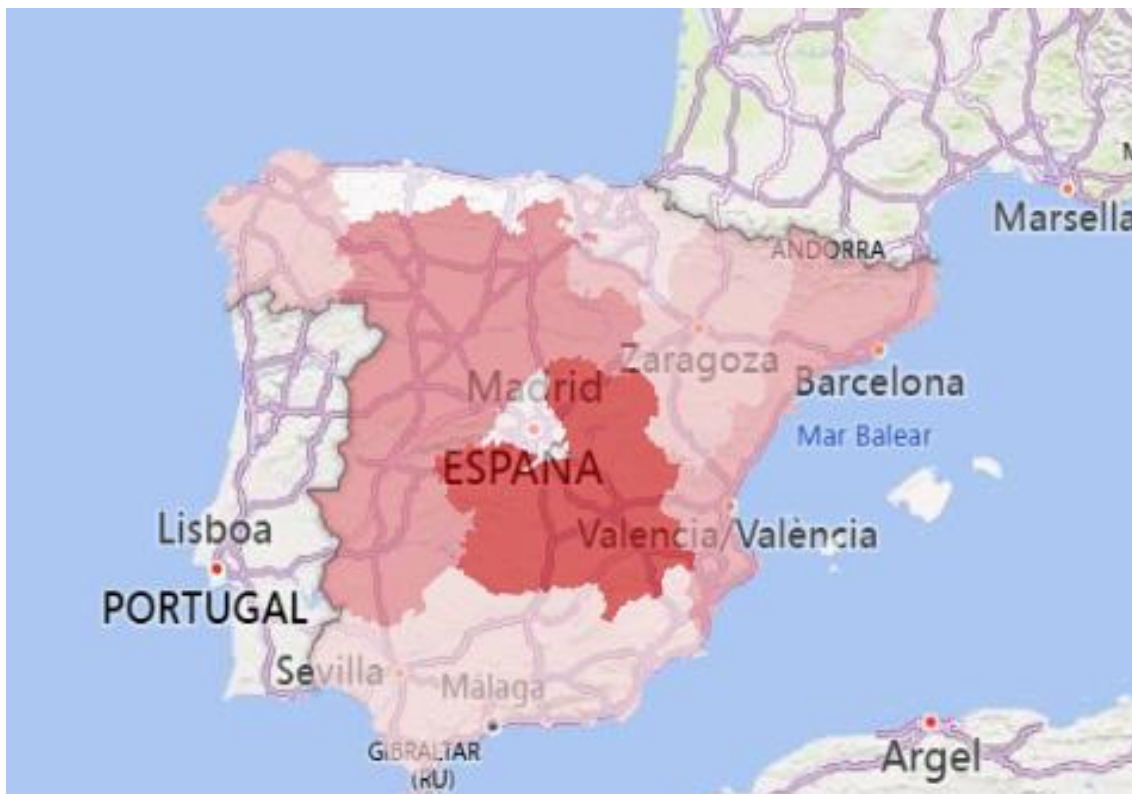 M
Marsella
ANDORRA
Zaragoza
Madrid
Barcelona
Mar Balear
ESPAÑA
Lisboa
Valencia/València
PORTUGAL
Sevilla
Málaga
GIBRALTAR
(RU)
Argel